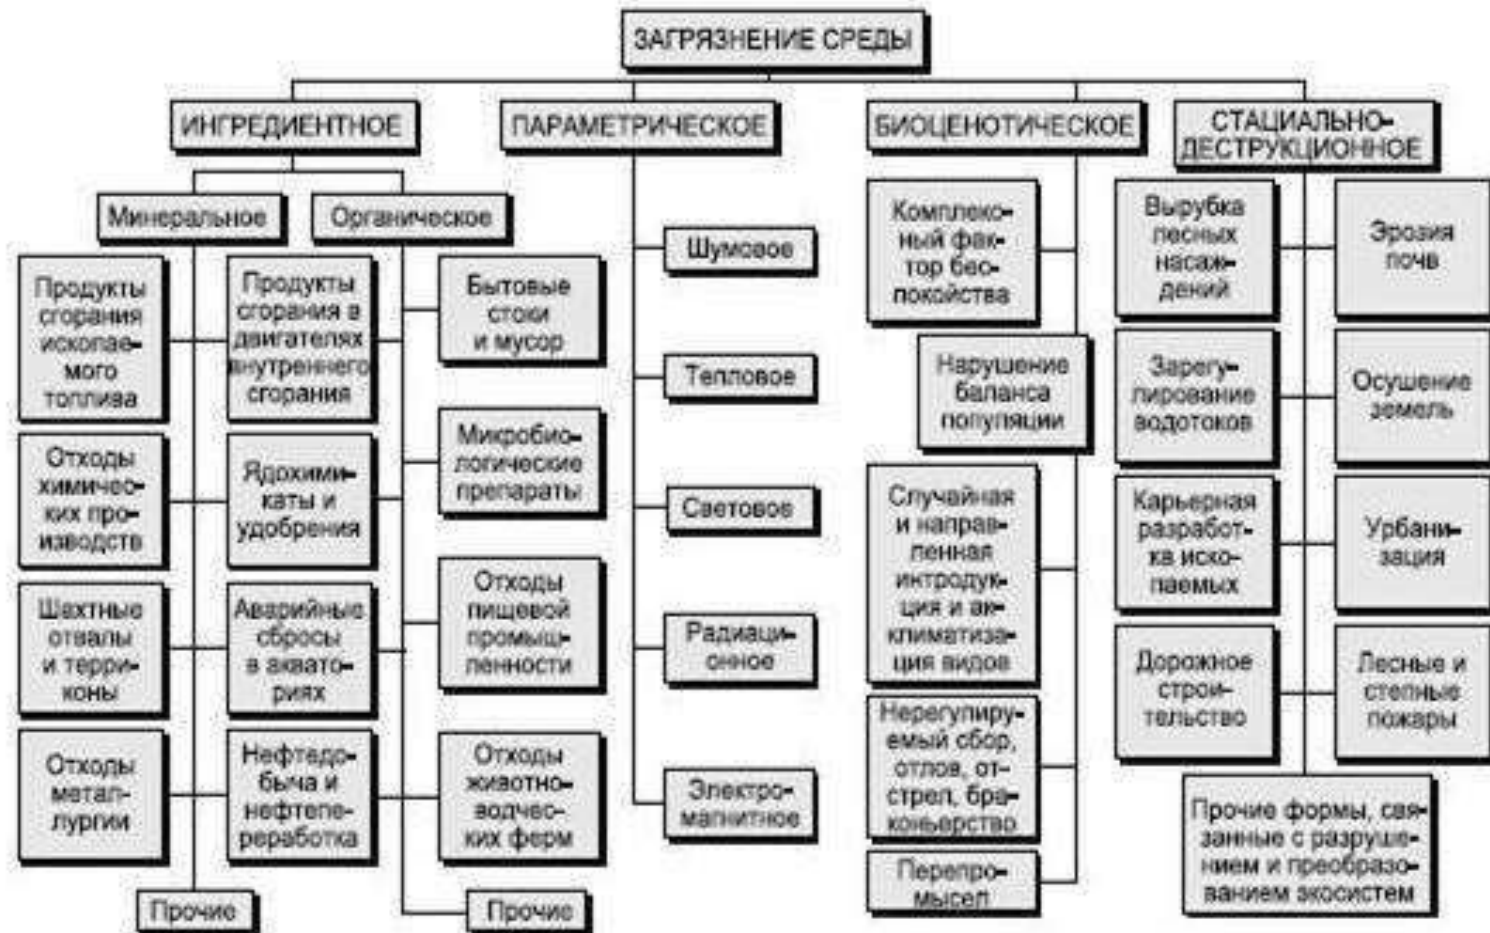 ЗАГРЯЗНЕНИЕ СРЕДЫ
ИНГРЕДИЕНТНОЕ
Минеральное
Продукты
сгорания
ископае-
мого
топлива
Отходы
химичес-
ких про-
изводств
Шахтные
отвалы
и терри-
коны
Отходы
метал-
лургии
Прочие
Продукты
сгорания в
двигателях
внутреннего
сгорания
Ядохими-
каты и
удобрения
Аварийные
сбросы
в аквато-
риях
Нефтедо-
быча и
нефтепе-
реработка
Органическое
Бытовые
стоки
и мусор
Микробио-
логические
препараты
Отходы
пищевой
промыш-
ленности
Отходы
животно-
водчес-
ких ферм
Прочие
ПАРАМЕТРИЧЕСКОЕ
Шумовое
Тепловое
Световое
Радиаци-
онное
Электро-
магнитное
БИОЦЕНОТИЧЕСКОЕ
Комплекс-
ный фак-
тор бес-
покойства
Нарушение
баланса
популяции
Случайная
и направ-
ленная
интродук-
ция и ак-
климатиза-
ция видов
Нерегулиру-
емый сбор,
отлов, от-
стрел, бра-
коньерство
Перепро-
мысел
СТАЦИАЛЬНО-
ДЕСТРУКЦИОННОЕ
Вырубка
лесных
насаж-
дений
Эрозия
почв
Зарегу-
лирование
водотоков
Осушение
земель
Карьерная
разработ-
ка иско-
паемых
Урбани-
зация
Дорожное
строи-
тельство
Лесные и
степные
пожары
Прочие формы, свя-
занные с разруше-
нием и преобразо-
ванием экосистем